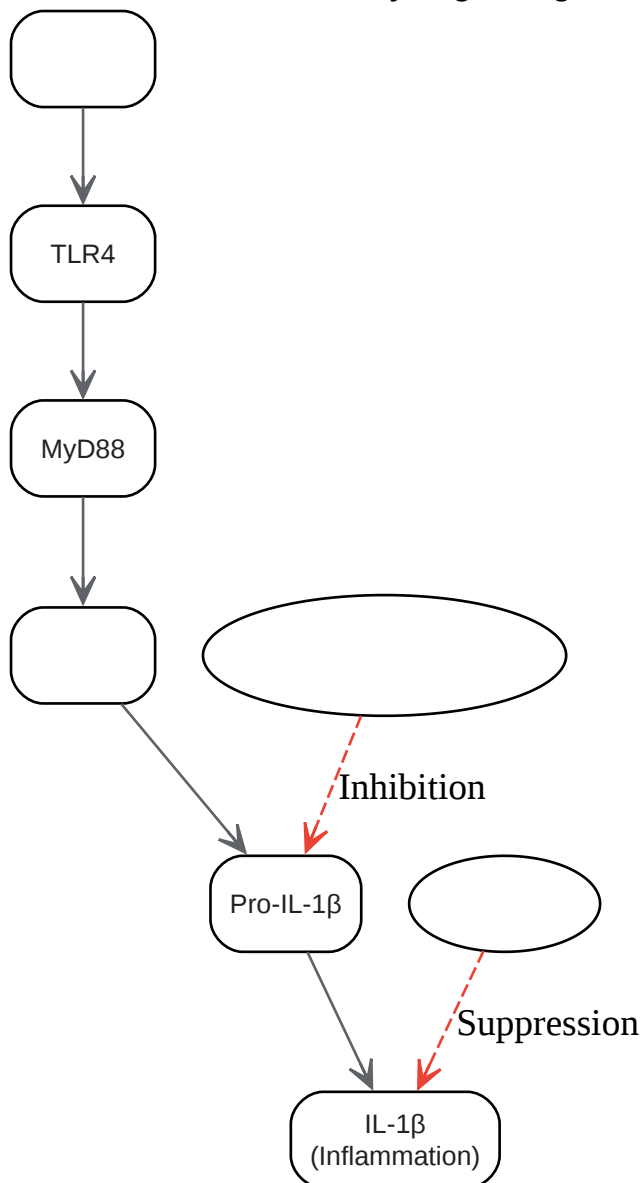 TLR4
MyD88
Inhibition
Pro-IL-1β
Suppression
IL-1β
(Inflammation)